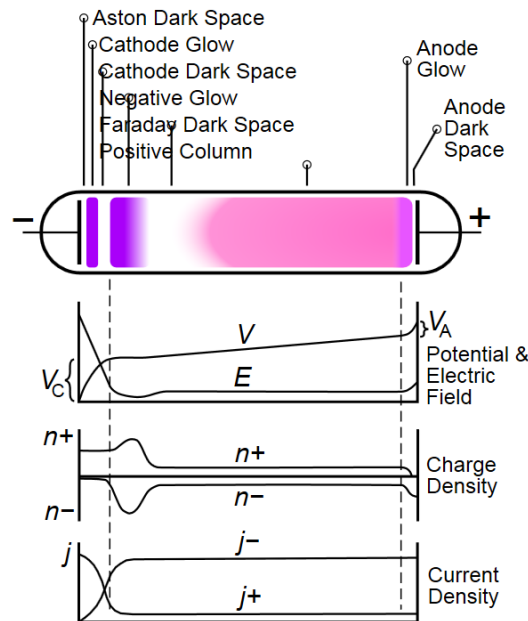 Aston Dark Space
Cathode Glow
Cathode Dark Space
Negative Glow
Faraday Dark Space
Positive Column
Anode
Glow
Anode
Dark
Space
−
+
V
VA
VC
E
Potential &
Electric
Field
n+
n+
n−
n−
Charge
Density
j
j−
j+
Current
Density